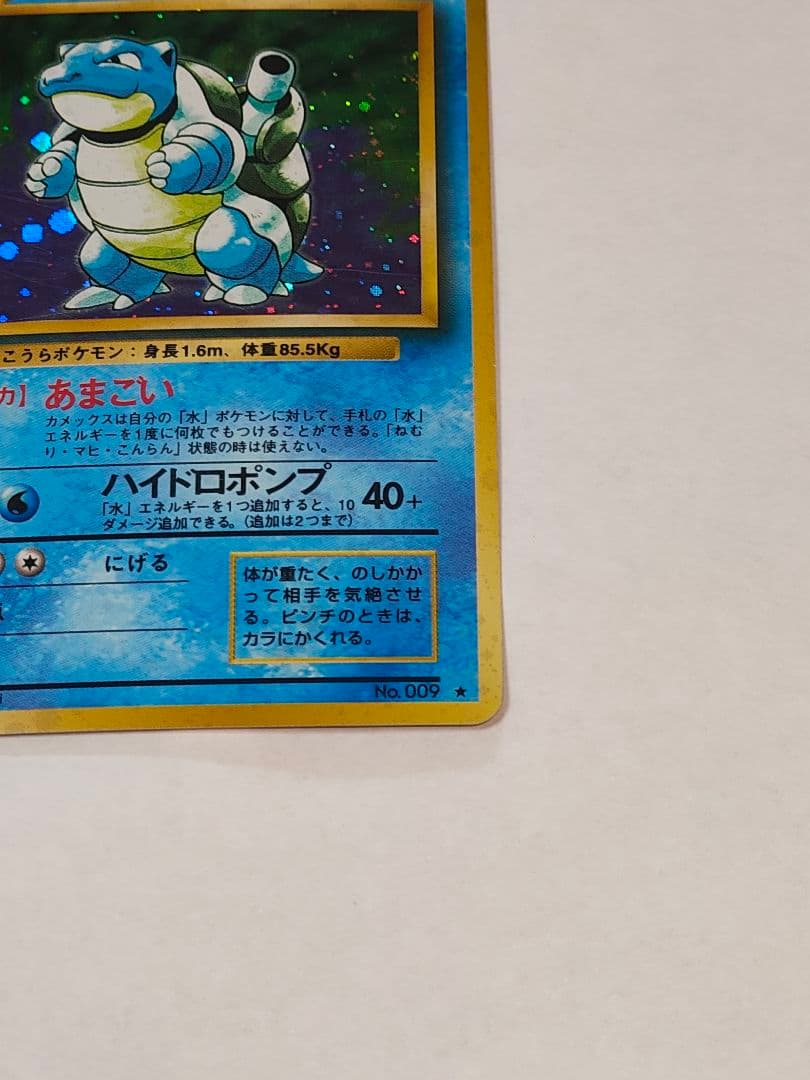 こうらポケモン：身長1.6m、体重85.5Kg
カ】あまごい
カメックスは自分の「水」ポケモンに対して、手札の「水」
エネルギーを1度に何枚でもつけることができる。「ねむ
り・マヒ・こんらん」状態の時は使えない。
ハイドロポンプ 40+
「水」エネルギーを1つ追加すると、10
ダメージ追加できる。（追加は2つまで）
にげる
体が重たく、のしかか
って相手を気絶させ
る。ピンチのときは、
カラにかくれる。
No. 009 ★